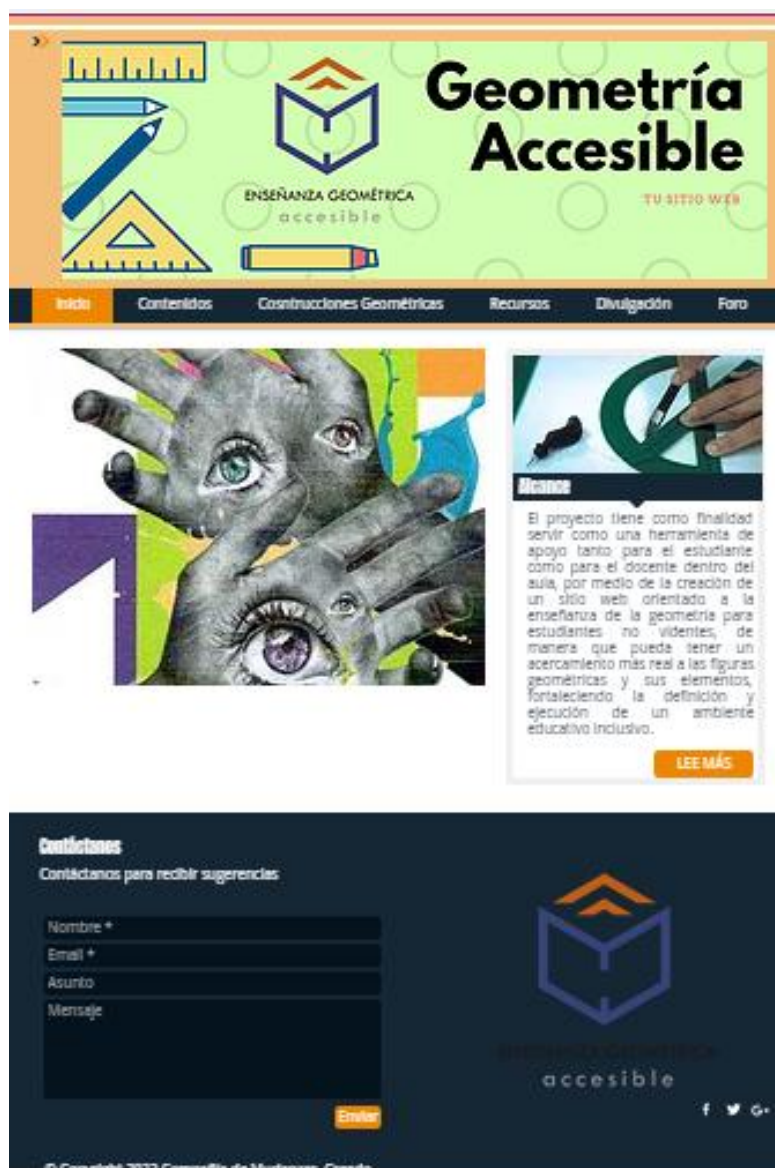 Geometría
Accesible
ENSEÑANZA GEOMÉTRICA
accesible
TU SITIO WEB
Inicio Contenidos Cosntrucciones Geométricas Recursos Divulgación Foro
Alcance
El proyecto tiene como finalidad
servir como una herramienta de
apoyo tanto para el estudiante
como para el docente dentro del
aula, por medio de la creación de
un sitio web orientado a la
enseñanza de la geometría para
estudiantes no videntes, de
manera que pueda tener un
acercamiento más real a las figuras
geométricas y sus elementos,
fortaleciendo la definición y
ejecución de un ambiente
educativo inclusivo.
LEE MÁS
Contáctanos
Contáctanos para recibir sugerencias
Nombre *
Email *
Asunto
Mensaje
Enviar
ENSEÑANZA GEOMÉTRICA
accesible